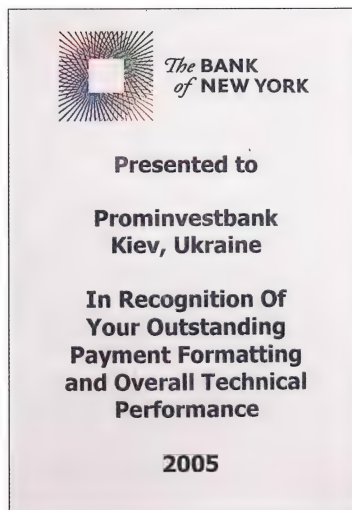 The BANK
of NEW YORK
Presented to
Prominvestbank
Kiev, Ukraine
In Recognition Of
Your Outstanding
Payment Formatting
and Overall Technical
Performance
2005